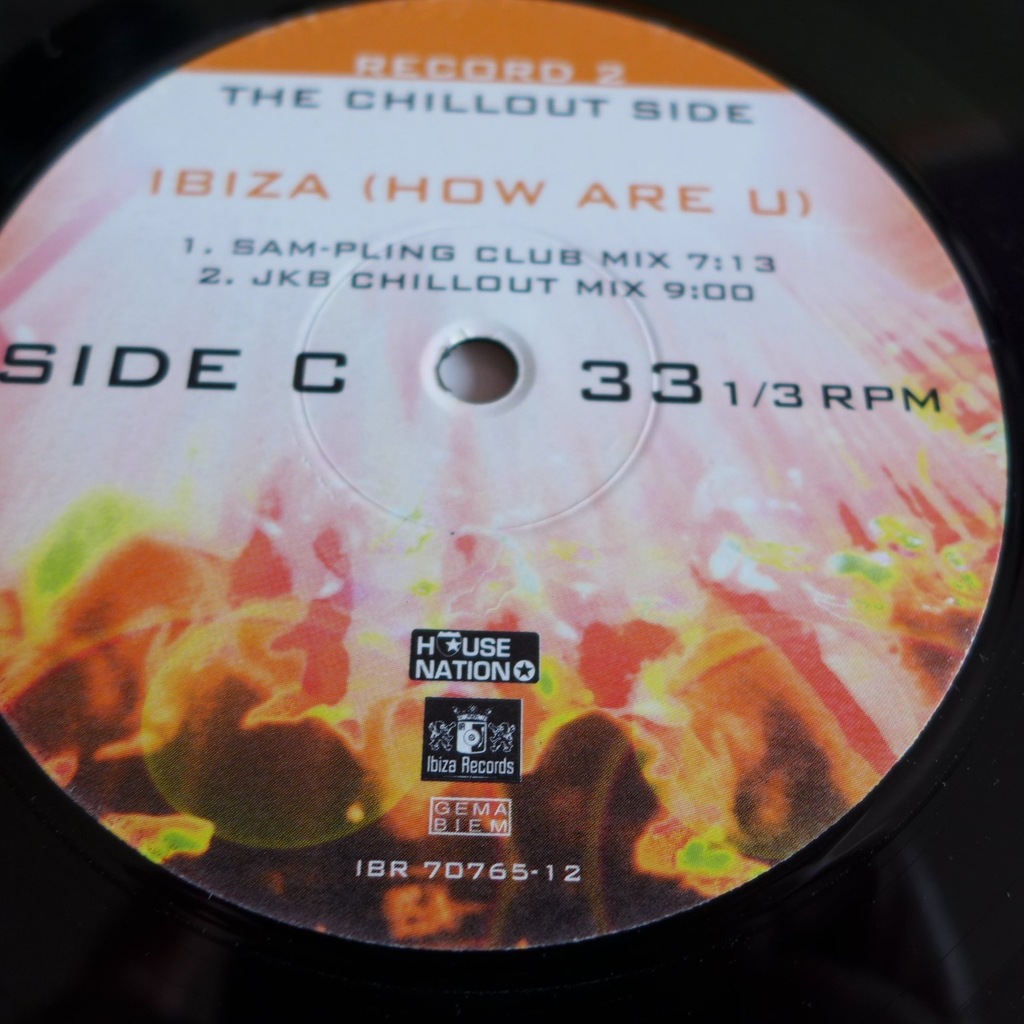 RECORD 2
THE CHILLOUT SIDE
IBIZA (HOW ARE U)
1. SAM-PLING CLUB MIX 7:13
2. JKB CHILLOUT MIX 9:00
SIDE C
33 1/3 RPM
HOUSE
NATION
Ibiza Records
GEMA
BIEM
IBR 70765-12